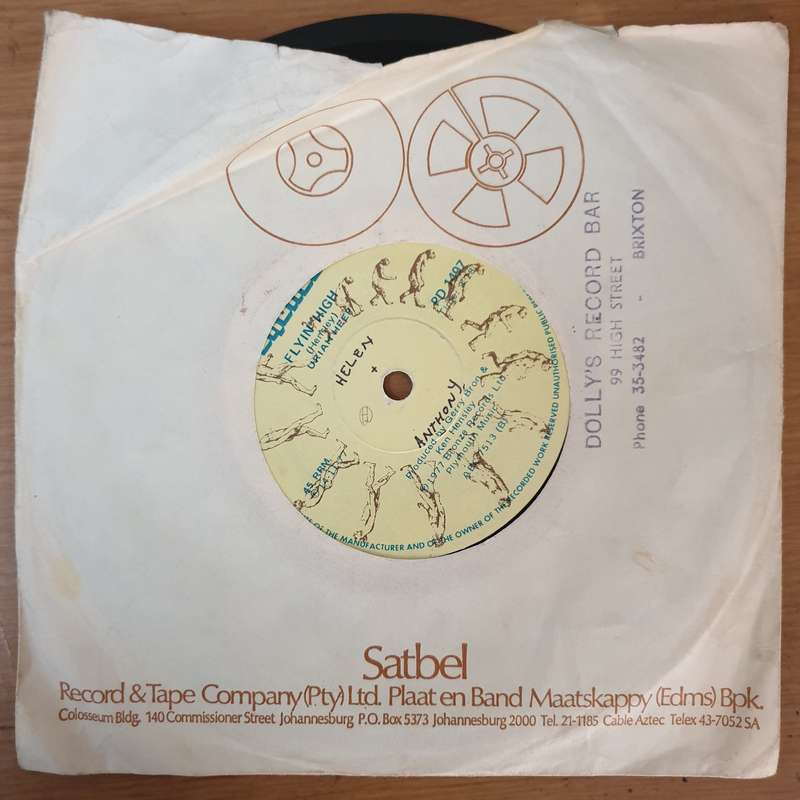 DOLLY'S RECORD BAR
99 HIGH STREET
Phone 35-3482 - BRIXTON
FLYIN' HIGH
(Hensley)
URIAH HEEP
PD 1497
HELEN
+
ANTHONY
45 RPM
Produced by Gerry Bron &
Ken Hensley
℗ 1977 Bronze Records Ltd.
Plymouth Music
OF THE MANUFACTURER AND OF THE OWNER OF THE RECORDED WORK RESERVED UNAUTHORISED PUBLIC
Satbel
Record & Tape Company (Pty) Ltd. Plaat en Band Maatskappy (Edms) Bpk.
Colosseum Bldg. 140 Commissioner Street Johannesburg P.O. Box 5373 Johannesburg 2000 Tel. 21-1185 Cable Aztec Telex 43-7052 SA